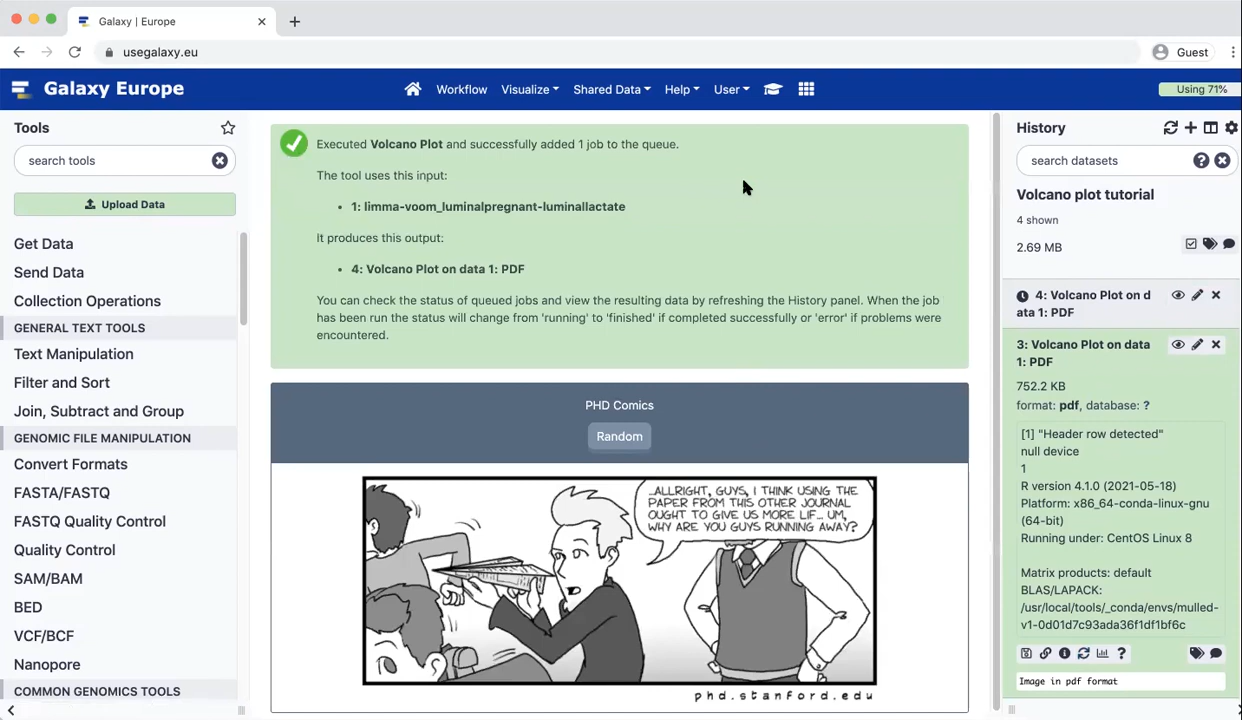 Galaxy | Europe
usegalaxy.eu
Guest
Galaxy Europe
Workflow
Visualize
Shared Data
Help
User
Using 71%
Tools
search tools
Upload Data
Get Data
Send Data
Collection Operations
GENERAL TEXT TOOLS
Text Manipulation
Filter and Sort
Join, Subtract and Group
GENOMIC FILE MANIPULATION
Convert Formats
FASTA/FASTQ
FASTQ Quality Control
Quality Control
SAM/BAM
BED
VCF/BCF
Nanopore
COMMON GENOMICS TOOLS
Executed Volcano Plot and successfully added 1 job to the queue.
The tool uses this input:
• 1: limma-voom_luminalpregnant-luminallactate
It produces this output:
• 4: Volcano Plot on data 1: PDF
You can check the status of queued jobs and view the resulting data by refreshing the History panel. When the job
has been run the status will change from 'running' to 'finished' if completed successfully or 'error' if problems were
encountered.
PHD Comics
Random
...ALLRIGHT, GUYS, I THINK USING THE
PAPER FROM THIS OTHER JOURNAL
OUGHT TO GIVE US MORE LIF... UM,
WHY ARE YOU GUYS RUNNING AWAY?
phd.stanford.edu
History
search datasets
Volcano plot tutorial
4 shown
2.69 MB
4: Volcano Plot on d
ata 1: PDF
3: Volcano Plot on data
1: PDF
752.2 KB
format: pdf, database: ?
[1] "Header row detected"
null device
1
R version 4.1.0 (2021-05-18)
Platform: x86_64-conda-linux-gnu
(64-bit)
Running under: CentOS Linux 8
Matrix products: default
BLAS/LAPACK:
/usr/local/tools/_conda/envs/mulled-
v1-0d01d7c93ada36f1df1bf6c
Image in pdf format